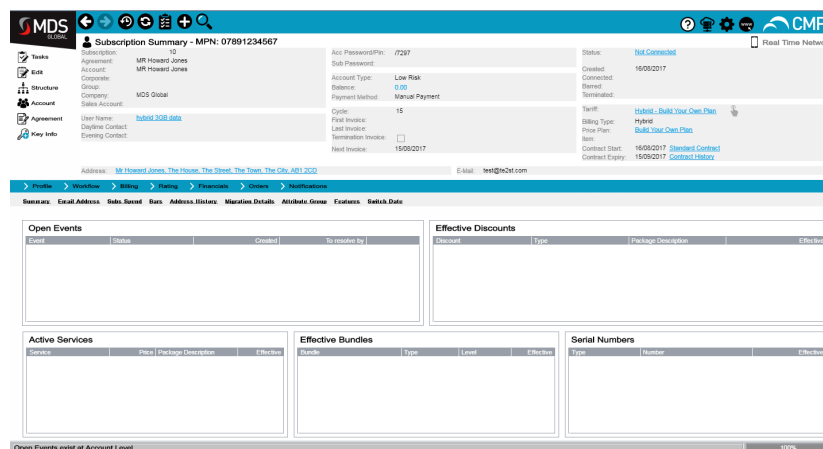 MDS
GLOBAL
CMP
Subscription Summary - MPN: 07891234567
Real Time Netwo
Tasks
Edit
Structure
Account
Agreement
Key Info
Subscription: 10
Agreement: MR Howard Jones
Account: MR Howard Jones
Corporate:
Group:
Company: MDS Global
Sales Account:
User Name: hybrid 3GB data
Daytime Contact:
Evening Contact:
Acc Password/Pin: /7297
Sub Password:
Account Type: Low Risk
Balance: 0.00
Payment Method: Manual Payment
Cycle: 15
First Invoice:
Last Invoice:
Termination Invoice:
Next Invoice: 15/08/2017
Status: Not Connected
Created: 16/08/2017
Connected:
Barred:
Terminated:
Tariff: Hybrid - Build Your Own Plan
Billing Type: Hybrid
Price Plan: Build Your Own Plan
Item:
Contract Start: 16/08/2017 Standard Contract
Contract Expiry: 15/09/2017 Contract History
Address: Mr Howard Jones, The House, The Street, The Town, The City, AB1 2CD E-Mail: test@te2st.com
Profile Workflow Billing Rating Financials Orders Notifications
Summary Email Address Subs Spend Bars Address History Migration Details Attribute Group Features Switch Date
Open Events
Event Status Created To resolve by
Effective Discounts
Discount Type Package Description Effective
Active Services
Service Price Package Description Effective
Effective Bundles
Bundle Type Level Effective
Serial Numbers
Type Number Effective
Open Events exist at Account Level
100%